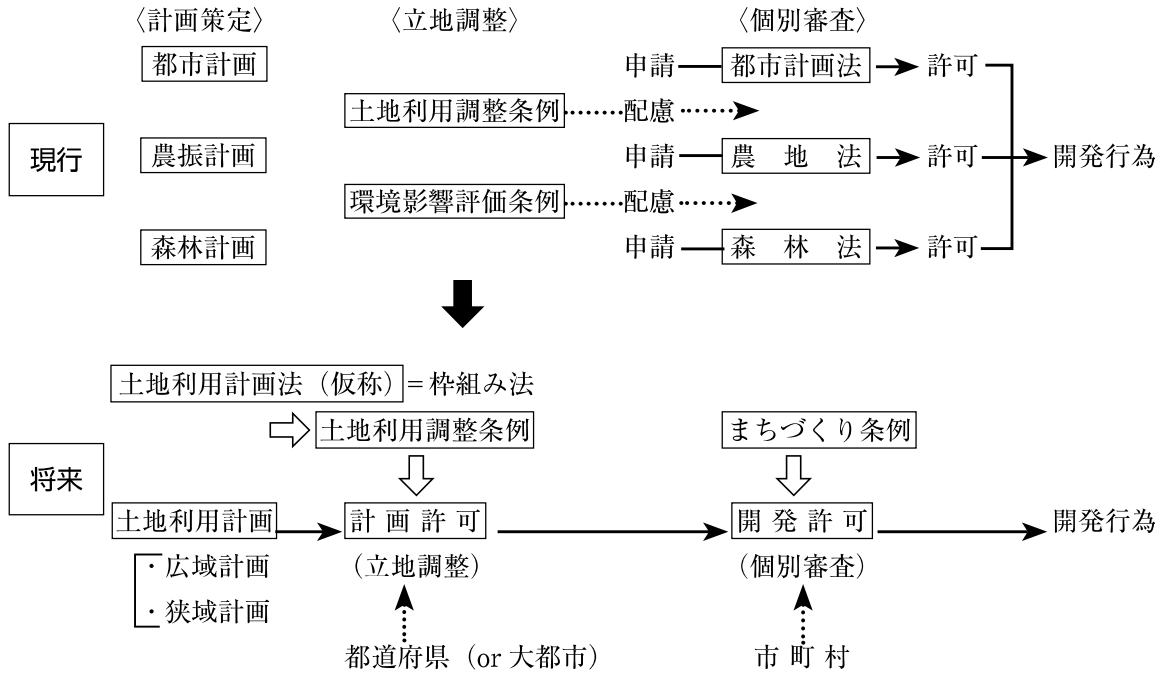 〈計画策定〉 〈立地調整〉 〈個別審査〉
都市計画 申請 都市計画法 許可
土地利用調整条例 配慮
現行 農振計画 申請 農地法 許可 開発行為
環境影響評価条例 配慮
森林計画 申請 森林法 許可
土地利用計画法（仮称）＝枠組み法
土地利用調整条例 まちづくり条例
将来
土地利用計画 計画許可 開発許可 開発行為
・広域計画 （立地調整） （個別審査）
・狭域計画
都道府県（or 大都市） 市町村